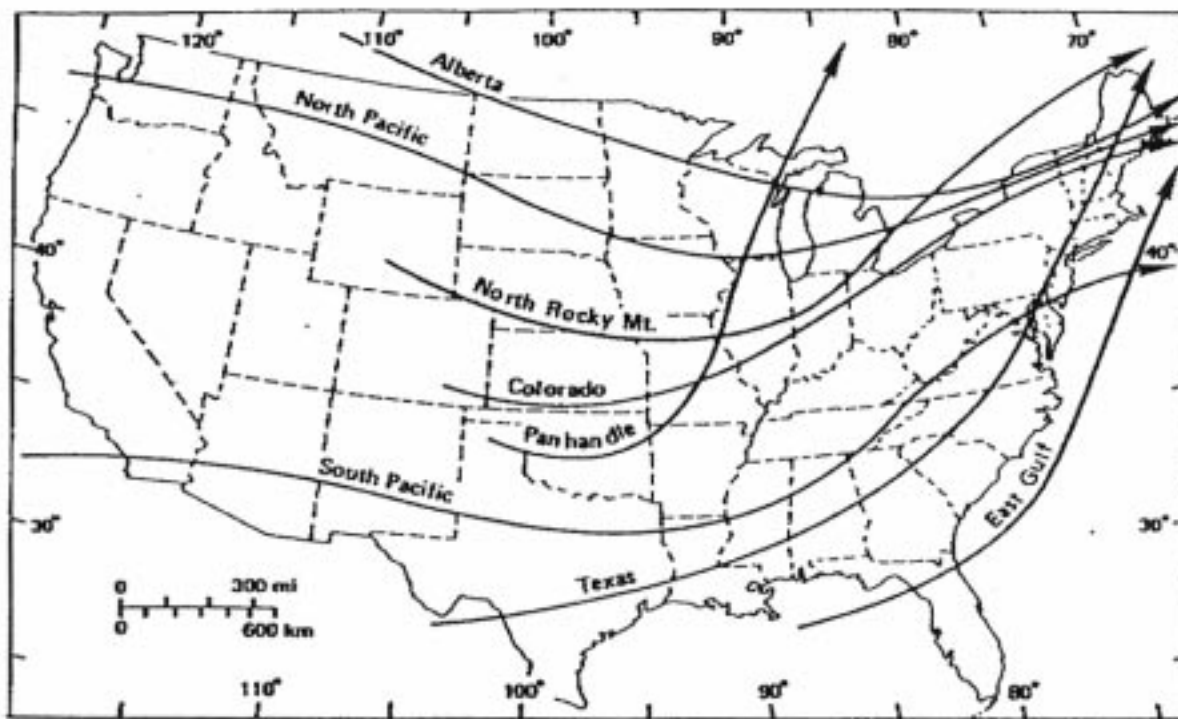 120° 110° 100° 90° 80° 70°
Alberta
North Pacific
40° 40°
North Rocky Mt.
Colorado
Panhandle
South Pacific
East Gulf
30° 30°
Texas
0 300 mi
0 600 km
110° 100° 90° 80°